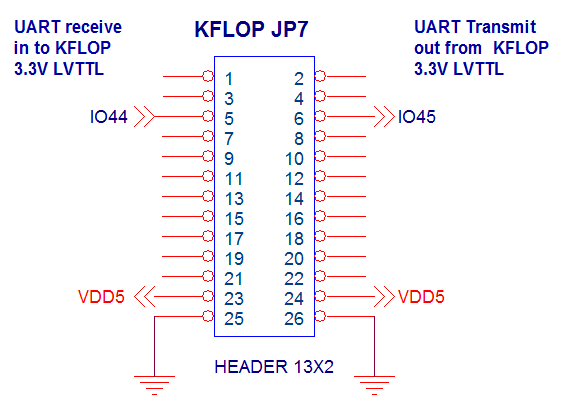 UART receive
in to KFLOP
3.3V LVTTL
KFLOP JP7
UART Transmit
out from KFLOP
3.3V LVTTL
1 2
3 4
IO44 5 6 IO45
7 8
9 10
11 12
13 14
15 16
17 18
19 20
21 22
VDD5 23 24 VDD5
25 26
HEADER 13X2